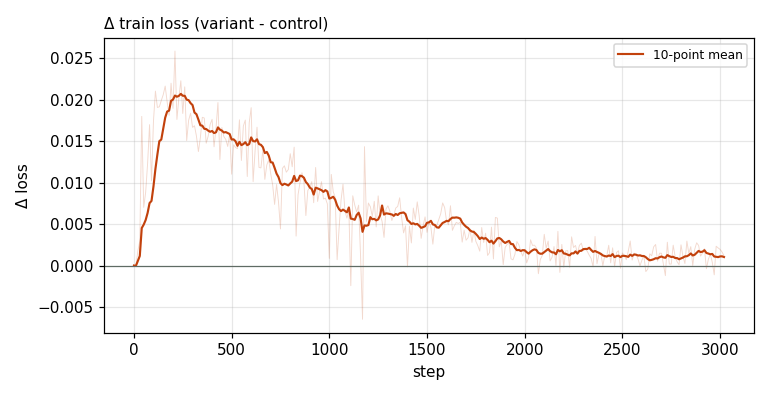 Δ train loss (variant - control)
10-point mean
0.025
0.020
0.015
0.010
0.005
0.000
−0.005
Δ loss
0 500 1000 1500 2000 2500 3000
step